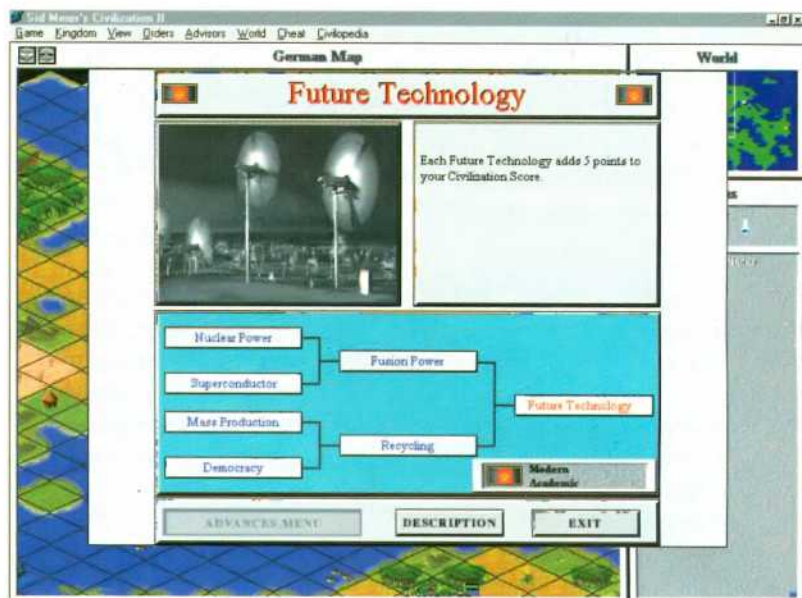 Sid Meier's Civilization II
Game Kingdom View Orders Advisors World Cheat Civilopedia
German Map
World
Future Technology
Each Future Technology adds 5 points to
your Civilization Score.
Nuclear Power
Superconductor
Mass Production
Democracy
Fusion Power
Recycling
Future Technology
Modern
Academic
ADVANCES MENU
DESCRIPTION
EXIT